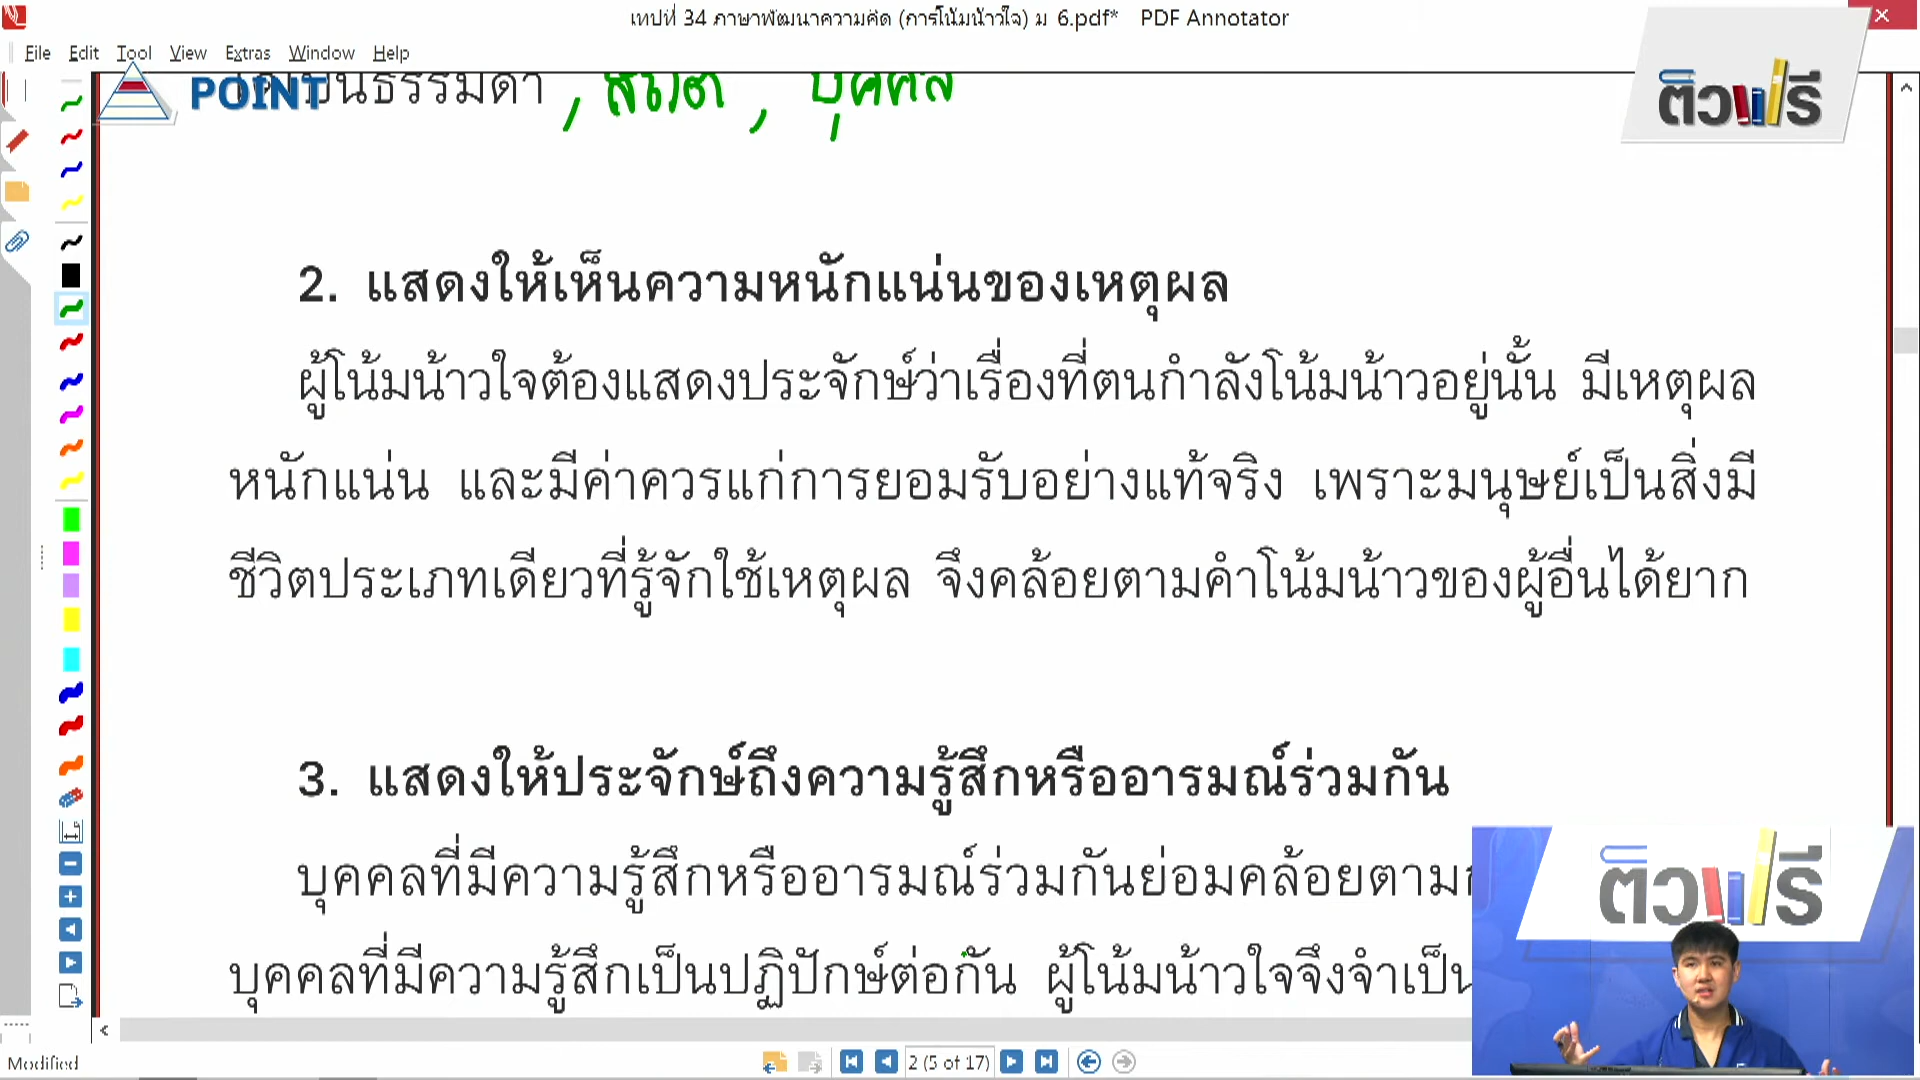 เทปที่ 34 ภาษาพัฒนาความคิด (การโน้มน้าวใจ) ม 6.pdf* PDF Annotator
File Edit Tool View Extras Window Help
POINT
ธรรมดา , สถิติ , บุคคล
ติวฟรี
2. แสดงให้เห็นความหนักแน่นของเหตุผล
ผู้โน้มน้าวใจต้องแสดงประจักษ์ว่าเรื่องที่ตนกำลังโน้มน้าวอยู่นั้น มีเหตุผล
หนักแน่น และมีค่าควรแก่การยอมรับอย่างแท้จริง เพราะมนุษย์เป็นสิ่งมี
ชีวิตประเภทเดียวที่รู้จักใช้เหตุผล จึงคล้อยตามคำโน้มน้าวของผู้อื่นได้ยาก
3. แสดงให้ประจักษ์ถึงความรู้สึกหรืออารมณ์ร่วมกัน
บุคคลที่มีความรู้สึกหรืออารมณ์ร่วมกันย่อมคล้อยตาม
บุคคลที่มีความรู้สึกเป็นปฏิปักษ์ต่อกัน ผู้โน้มน้าวใจจึงจำเป็น
ติวฟรี
Modified
2 (5 of 17)